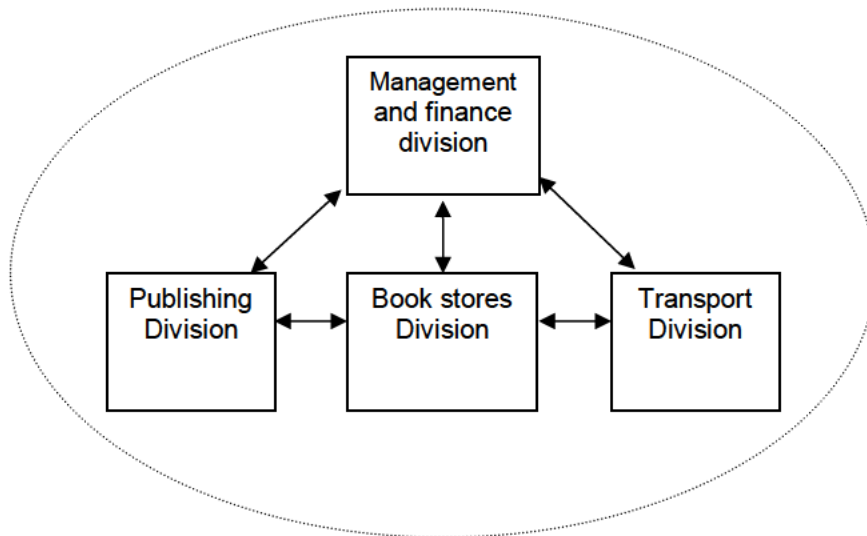 Management
and finance
division
Publishing
Division
Book stores
Division
Transport
Division